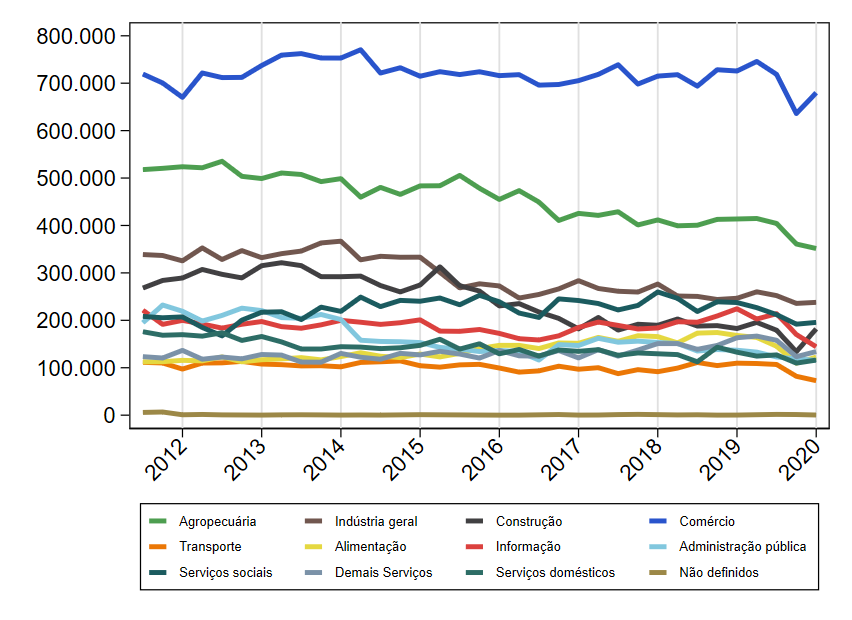 800.000
700.000
600.000
500.000
400.000
300.000
200.000
100.000
0
2012 2013 2014 2015 2016 2017 2018 2019 2020
Agropecuária Indústria geral Construção Comércio
Transporte Alimentação Informação Administração pública
Serviços sociais Demais Serviços Serviços domésticos Não definidos